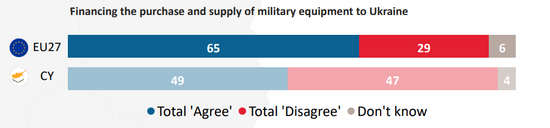 Financing the purchase and supply of military equipment to Ukraine
EU27 65 29 6
CY 49 47 4
Total 'Agree' Total 'Disagree' Don't know